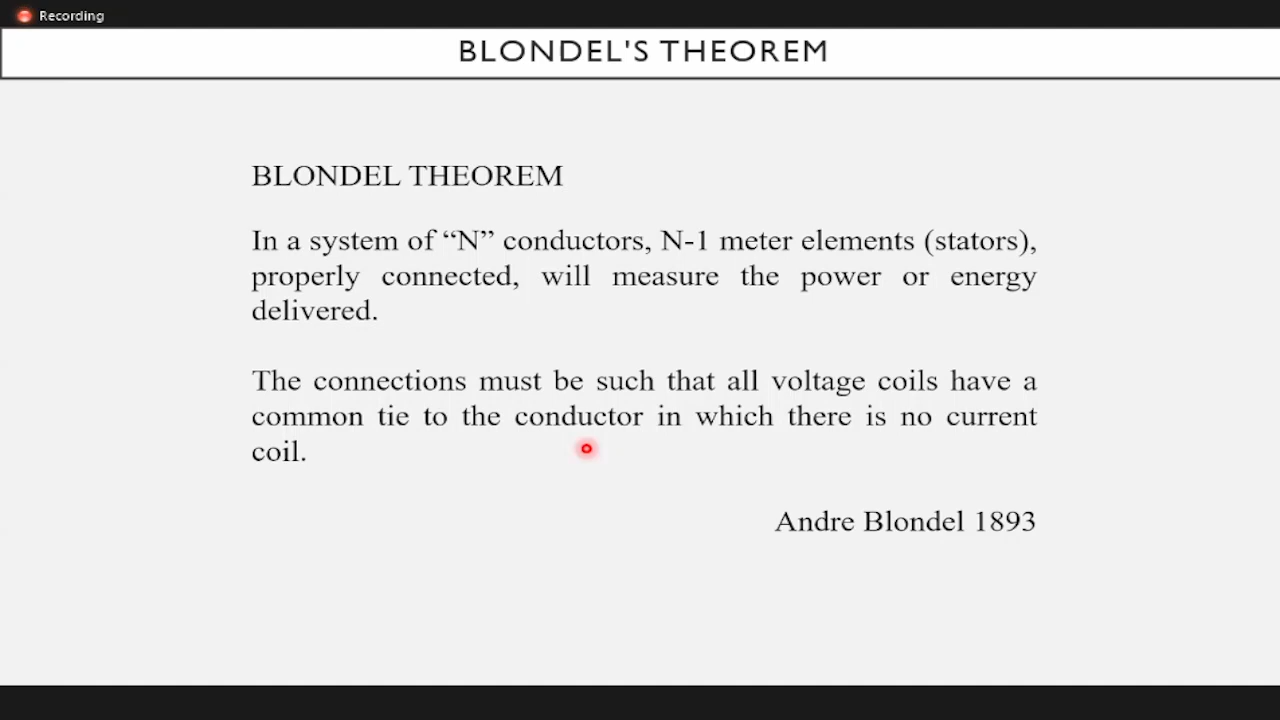 Recording
BLONDEL'S THEOREM
BLONDEL THEOREM
In a system of “N” conductors, N-1 meter elements (stators),
properly connected, will measure the power or energy
delivered.
The connections must be such that all voltage coils have a
common tie to the conductor in which there is no current
coil.
Andre Blondel 1893